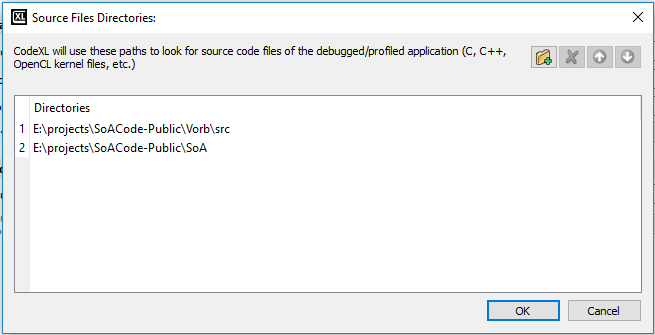 XL Source Files Directories:
CodeXL will use these paths to look for source code files of the debugged/profiled application (C, C++,
OpenCL kernel files, etc.)
Directories
1 E:\projects\SoACode-Public\Vorb\src
2 E:\projects\SoACode-Public\SoA
OK Cancel